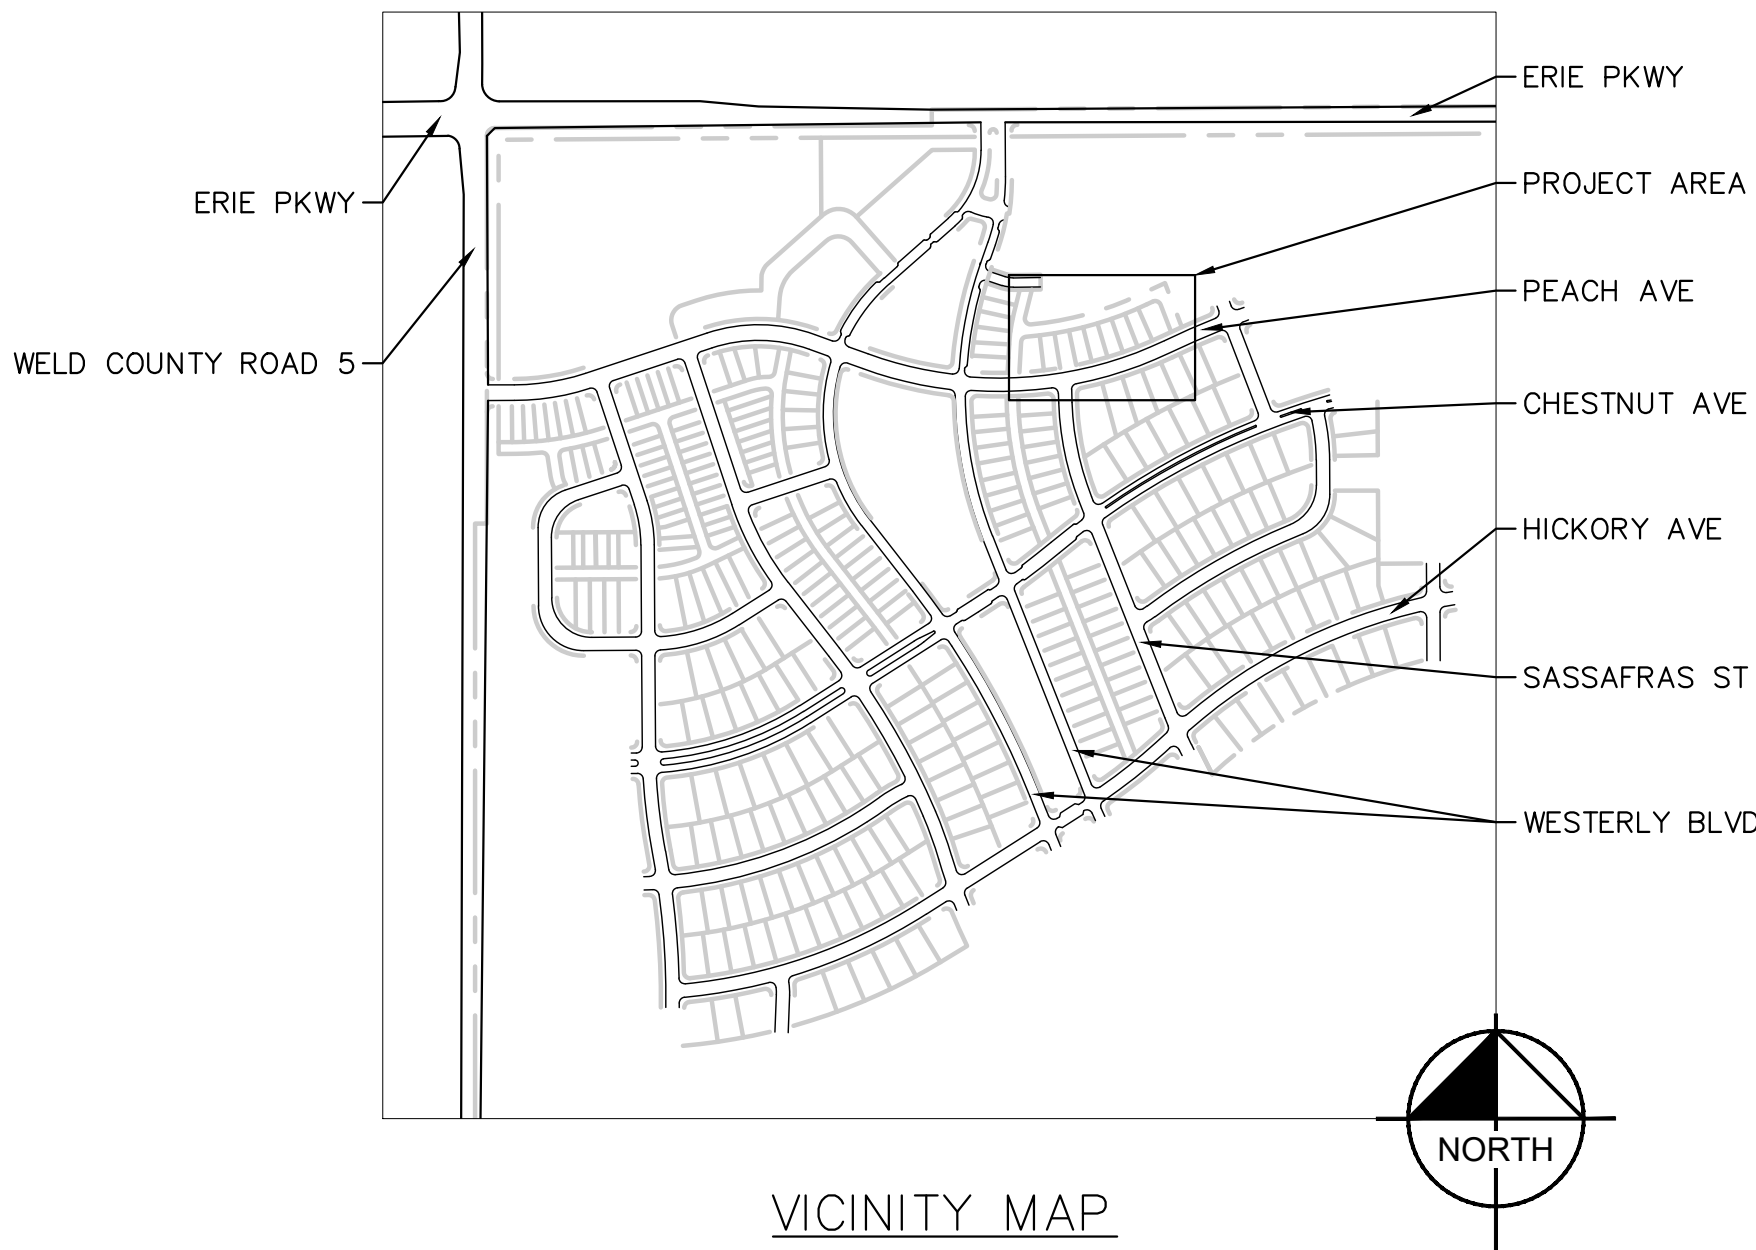 ERIE PKWY
PROJECT AREA
ERIE PKWY
PEACH AVE
WELD COUNTY ROAD 5
CHESTNUT AVE
HICKORY AVE
SASSAFRAS ST
WESTERLY BLVD
NORTH
VICINITY MAP